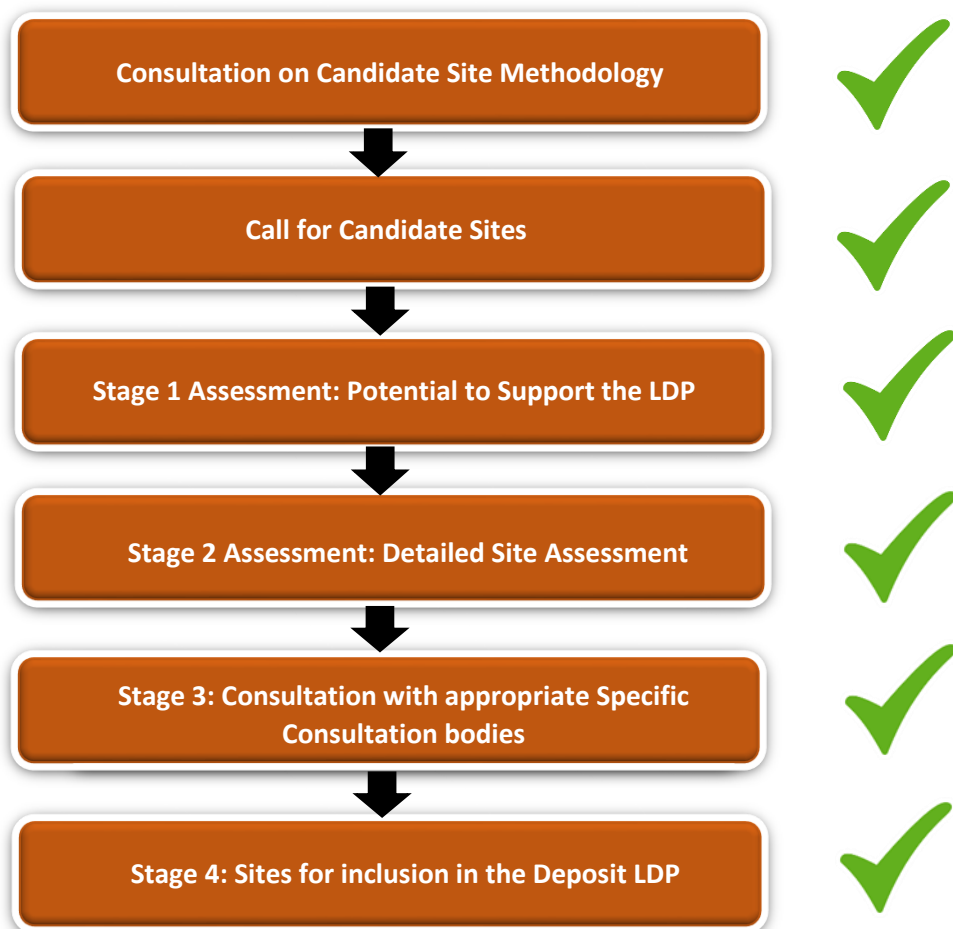 Consultation on Candidate Site Methodology
Call for Candidate Sites
Stage 1 Assessment: Potential to Support the LDP
Stage 2 Assessment: Detailed Site Assessment
Stage 3: Consultation with appropriate Specific
Consultation bodies
Stage 4: Sites for inclusion in the Deposit LDP